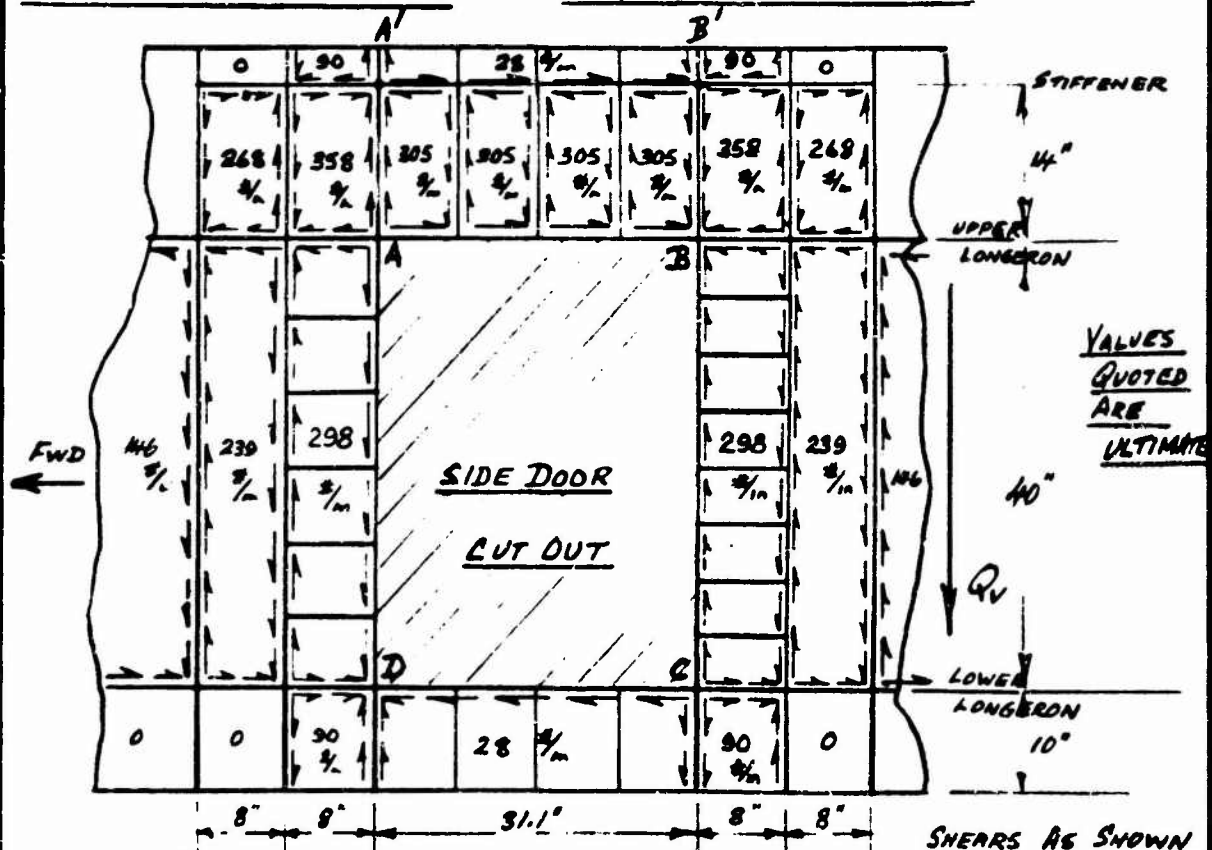 A' B'
0 90 28 #/in 90 0
STIFFENER
268 #/in 358 #/in 305 #/in 305 #/in 305 #/in 305 #/in 358 #/in 268 #/in
14"
A B
UPPER
LONGERON
VALUES
QUOTED
ARE
ULTIMATE
FWD
146 #/in 239 #/in 298 #/in
SIDE DOOR
CUT OUT
298 #/in 239 #/in 146
40"
Qv
D C
LOWER
LONGERON
0 0 90 #/in 28 #/in 90 #/in 0
10"
8" 8" 31.1" 8" 8"
SHEARS AS SHOWN